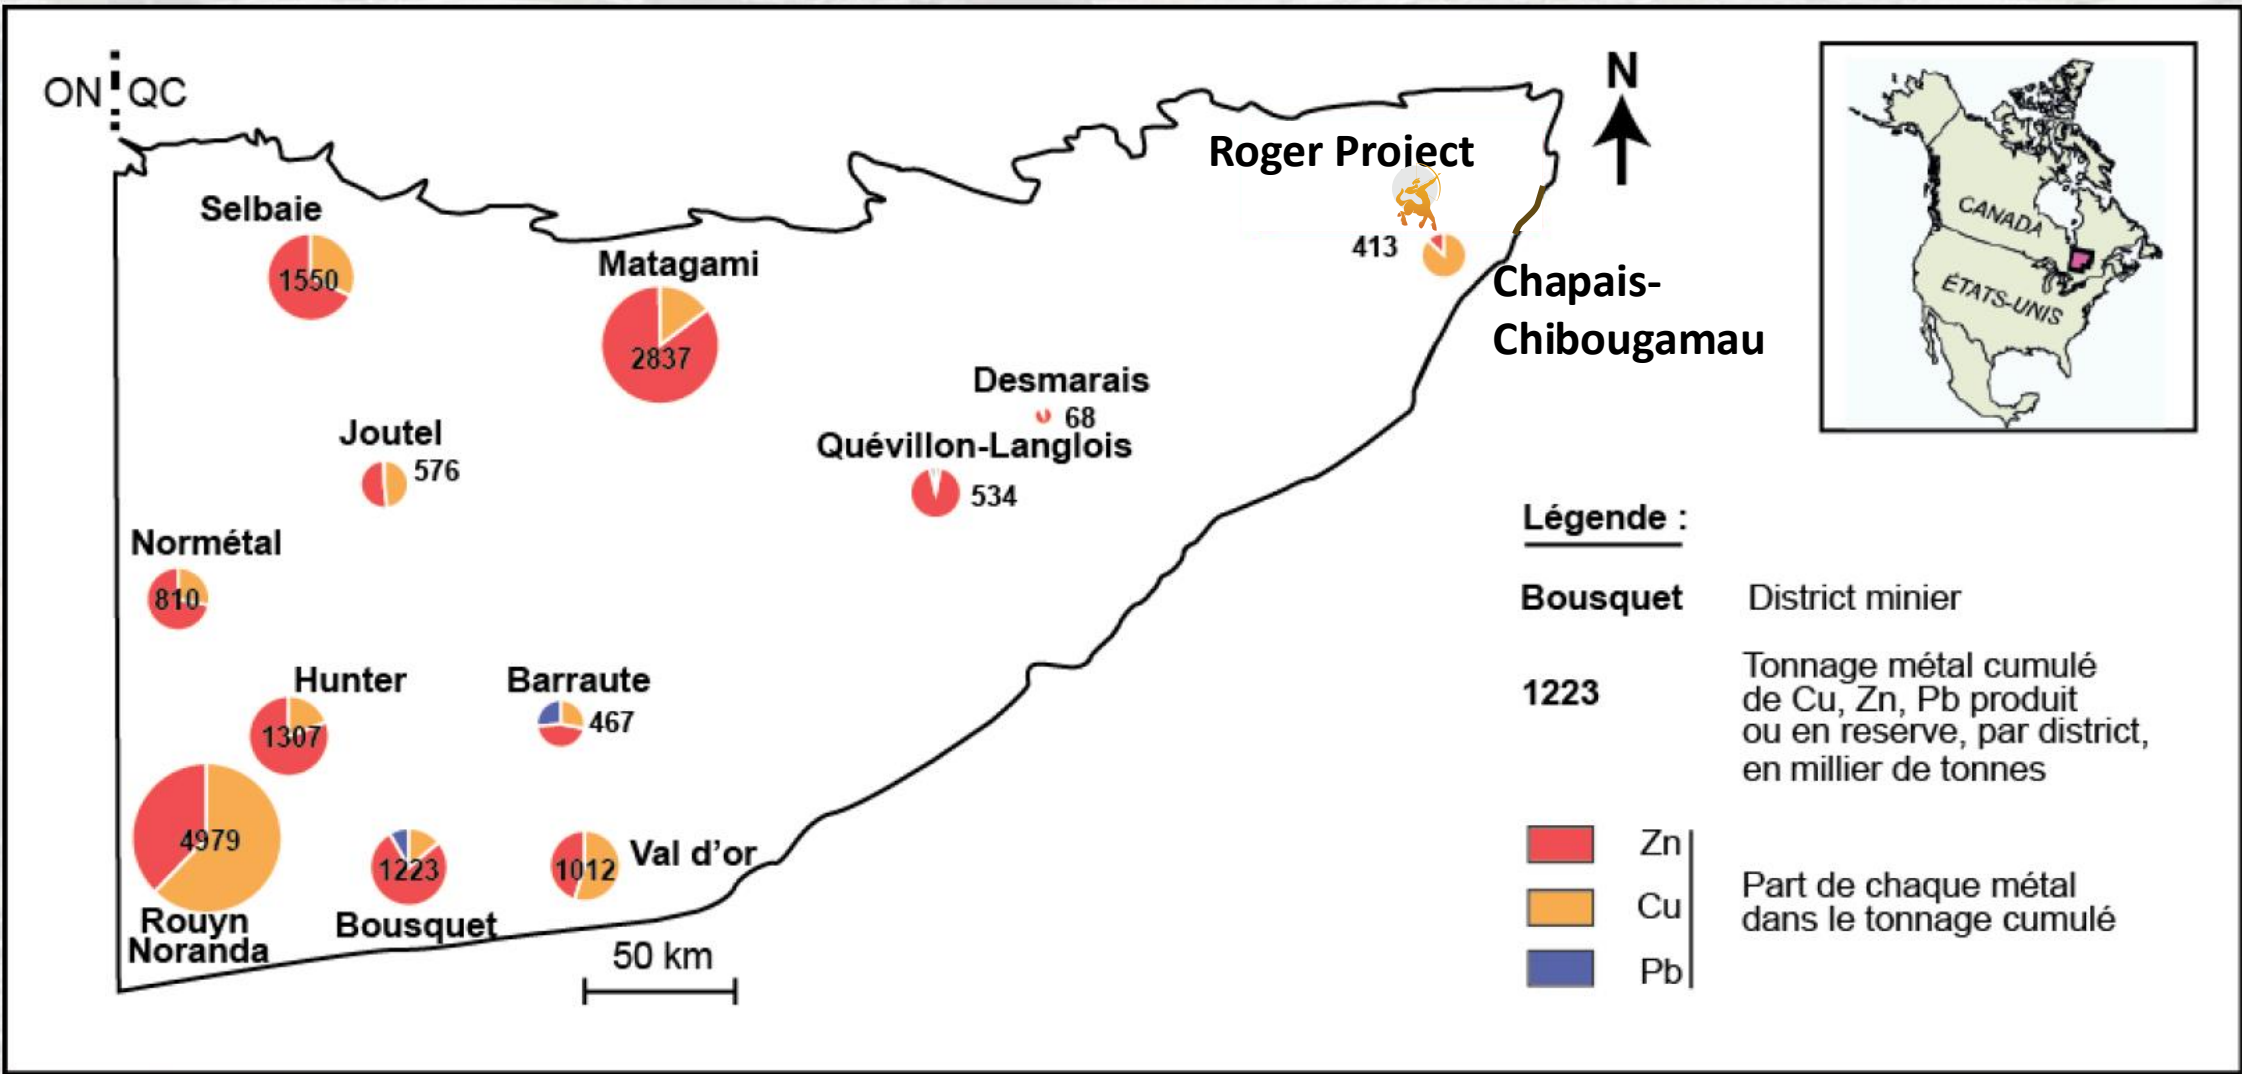 ON QC
N
Roger Project
Selbaie
1550
Matagami
2837
413
Chapais-
Chibougamau
CANADA
ÉTATS-UNIS
Desmarais
68
Joutel
576
Quévillon-Langlois
534
Normétal
810
Hunter
1307
Barraute
467
4979
Rouyn
Noranda
1223
Bousquet
1012
Val d’or
50 km
Légende :
Bousquet District minier
1223
Tonnage métal cumulé
de Cu, Zn, Pb produit
ou en reserve, par district,
en millier de tonnes
Zn
Cu
Pb
Part de chaque métal
dans le tonnage cumulé